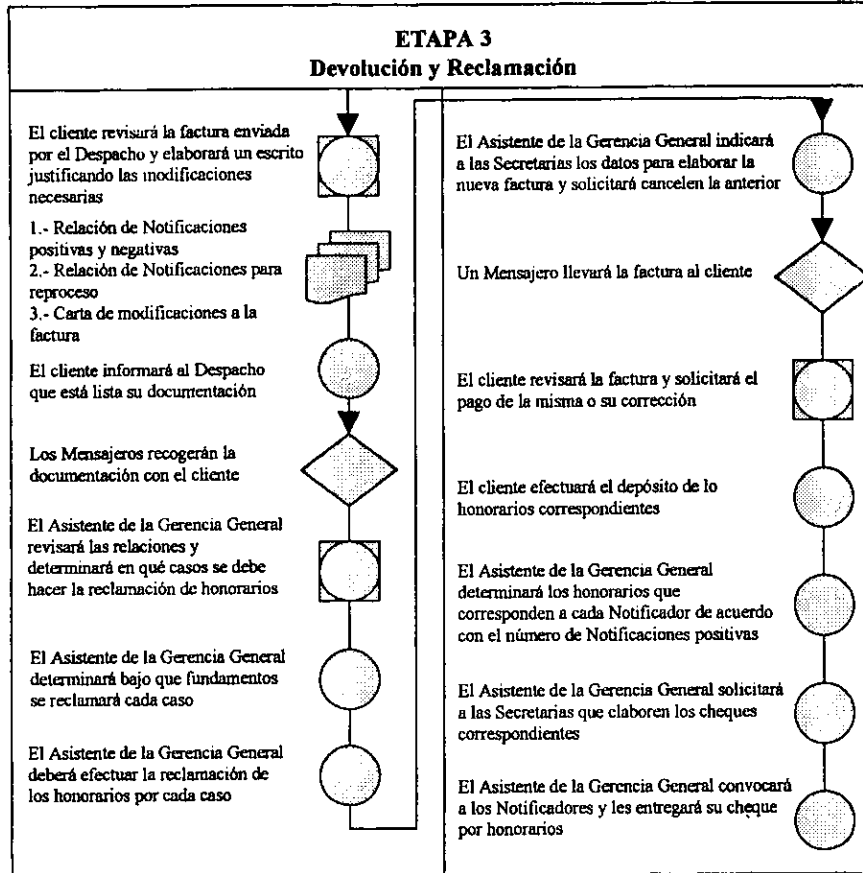 ETAPA 3
Devolución y Reclamación
El cliente revisará la factura enviada
por el Despacho y elaborará un escrito
justificando las modificaciones
necesarias
1.- Relación de Notificaciones
positivas y negativas
2.- Relación de Notificaciones para
reproceso
3.- Carta de modificaciones a la
factura
El cliente informará al Despacho
que está lista su documentación
Los Mensajeros recogerán la
documentación con el cliente
El Asistente de la Gerencia General
revisará las relaciones y
determinará en qué casos se debe
hacer la reclamación de honorarios
El Asistente de la Gerencia General
determinará bajo que fundamentos
se reclamará cada caso
El Asistente de la Gerencia General
deberá efectuar la reclamación de
los honorarios por cada caso
El Asistente de la Gerencia General indicará
a las Secretarias los datos para elaborar la
nueva factura y solicitará cancelen la anterior
Un Mensajero llevará la factura al cliente
El cliente revisará la factura y solicitará el
pago de la misma o su corrección
El cliente efectuará el depósito de lo
honorarios correspondientes
El Asistente de la Gerencia General
determinará los honorarios que
corresponden a cada Notificador de acuerdo
con el número de Notificaciones positivas
El Asistente de la Gerencia General solicitará
a las Secretarias que elaboren los cheques
correspondientes
El Asistente de la Gerencia General convocará
a los Notificadores y les entregará su cheque
por honorarios